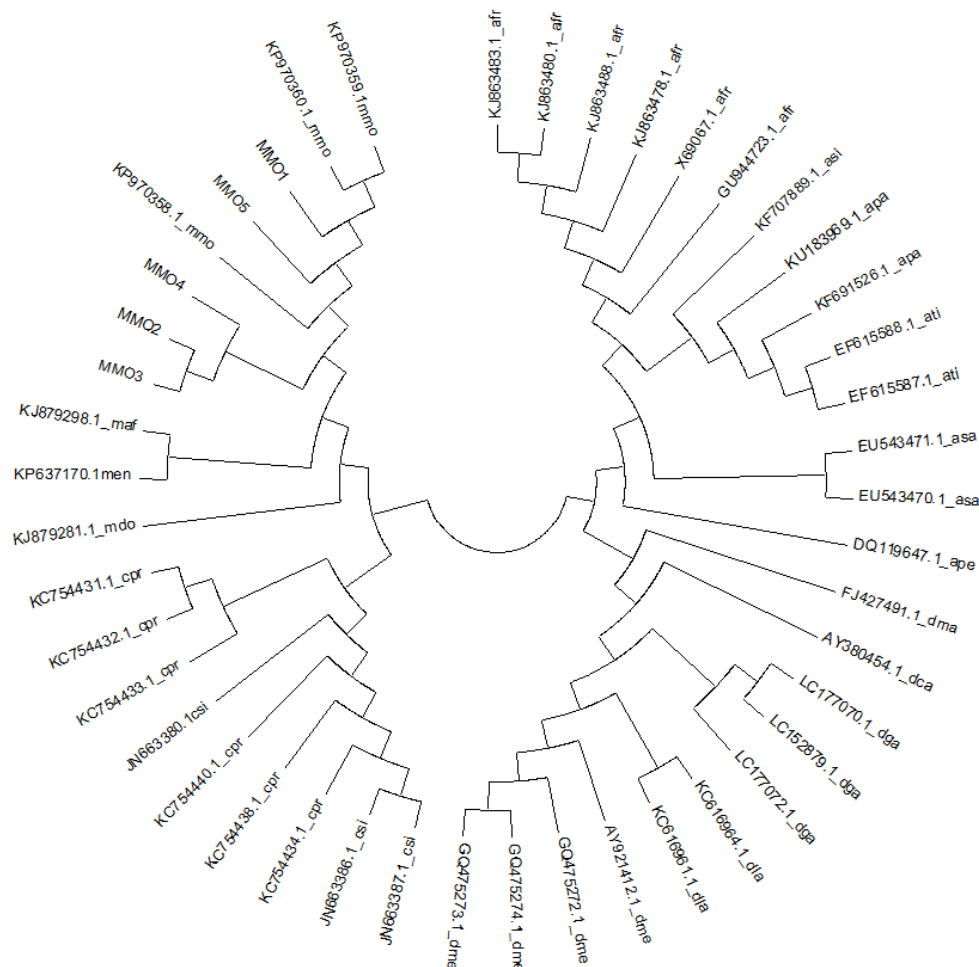 KJ863483.1_afr
KJ863480.1_afr
KJ863488.1_afr
KJ863478.1_afr
X69067.1_afr
GU944723.1_afr
KF707889.1_asi
KU183969.1_apa
KF691526.1_apa
EF615588.1_ati
EF615587.1_ati
EU543471.1_asa
EU543470.1_asa
DQ119647.1_ape
FJ427491.1_dma
AY380454.1_dca
LC177070.1_dga
LC152879.1_dga
LC177072.1_dga
KC616964.1_dla
KC616961.1_dla
AY921412.1_dme
GQ475272.1_dme
GQ475274.1_dme
GQ475273.1_dme
JN663387.1_csi
JN663386.1_csi
KC754434.1_cpr
KC754438.1_cpr
KC754440.1_cpr
JN663380.1csi
KC754433.1_cpr
KC754432.1_cpr
KC754431.1_cpr
KJ879281.1_mdo
KP637170.1men
KJ879298.1_maf
MMO3
MMO2
MMO4
KP970358.1_mmo
MMO5
MMO1
KP970360.1_mmo
KP970359.1mmo